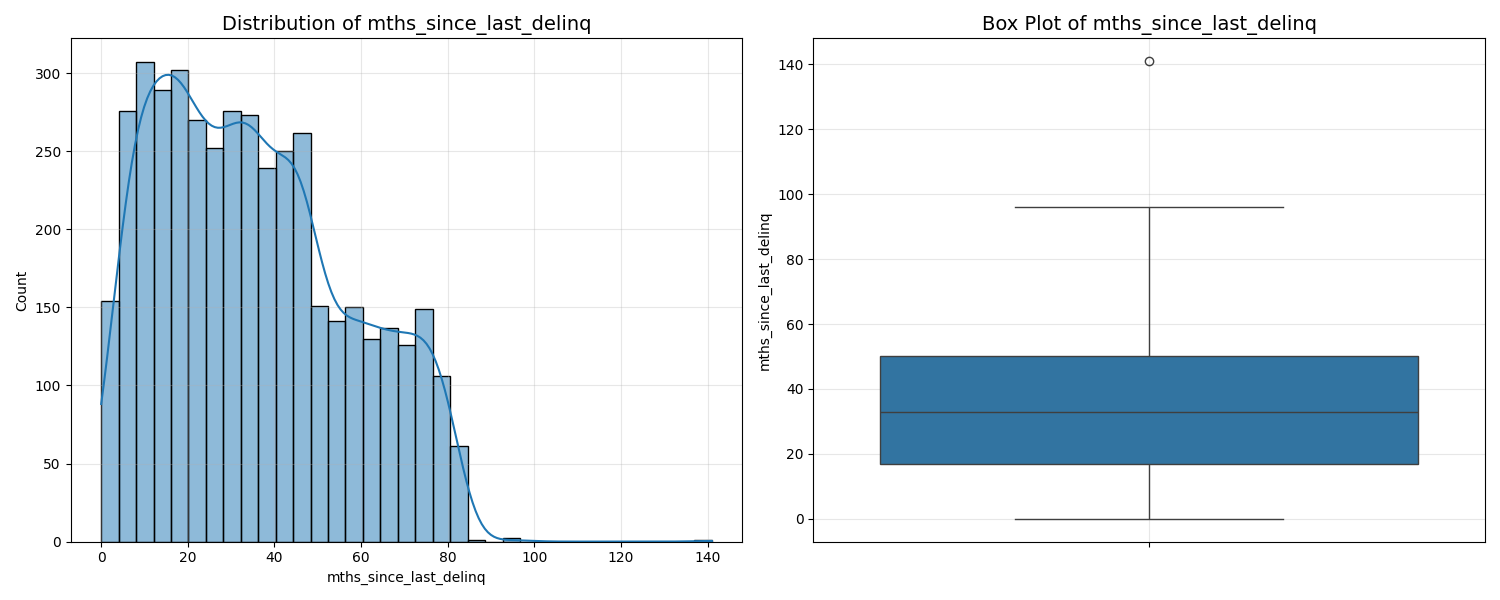 Distribution of mths_since_last_delinq
Count
300
250
200
150
100
50
0
0 20 40 60 80 100 120 140
mths_since_last_delinq
Box Plot of mths_since_last_delinq
mths_since_last_delinq
140
120
100
80
60
40
20
0